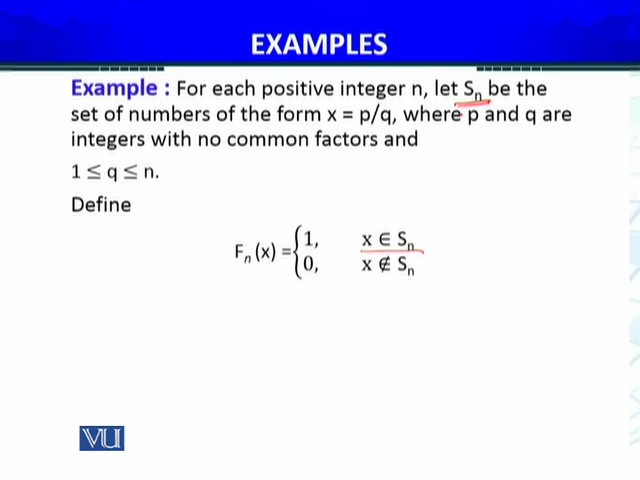 EXAMPLES
Example : For each positive integer n, let Sₙ be the
set of numbers of the form x = p/q, where p and q are
integers with no common factors and
1 ≤ q ≤ n.
Define
Fₙ (x) = { 1, x ∈ Sₙ
0, x ∉ Sₙ
VU